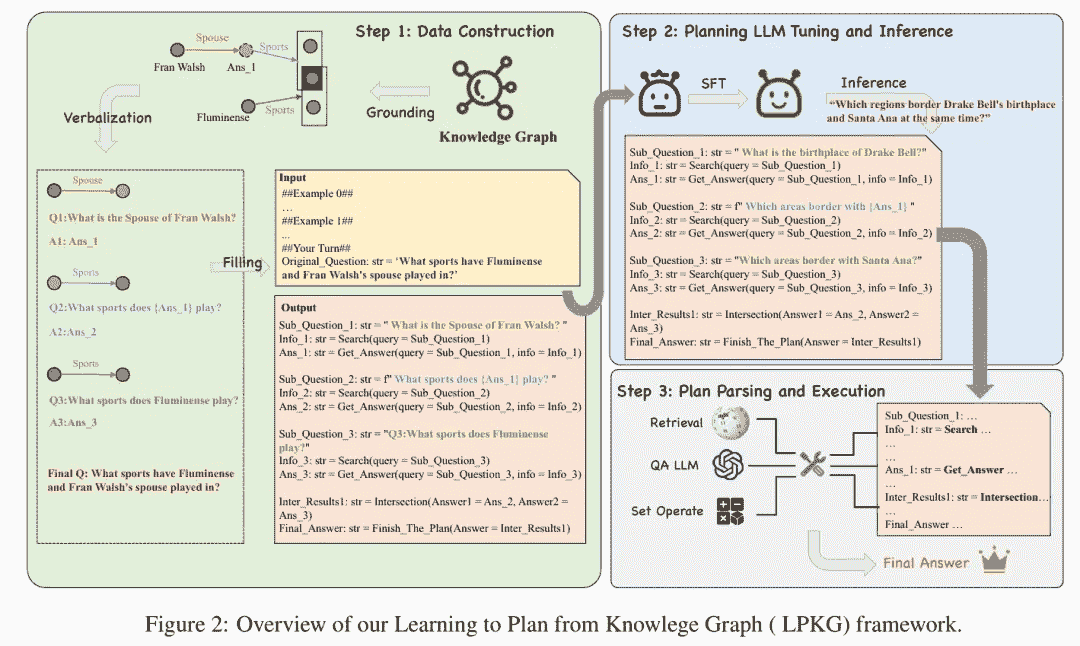 Step 1: Data Construction
Spouse
Sports
Fran Walsh
Ans_1
Fluminense
Sports
Grounding
Knowledge Graph
Verbalization
Spouse
Q1:What is the Spouse of Fran Walsh?
A1: Ans_1
Sports
Q2:What sports does {Ans_1} play?
A2:Ans_2
Sports
Q3:What sports does Fluminense play?
A3:Ans_3
Final Q: What sports have Fluminense
and Fran Walsh's spouse played in?
Filling
Input
##Example 0##
...
##Example 1##
...
##Your Turn##
Original_Question: str = ‘What sports have Fluminense
and Fran Walsh's spouse played in?’
Output
Sub_Question_1: str = " What is the Spouse of Fran Walsh? "
Info_1: str = Search(query = Sub_Question_1)
Ans_1: str = Get_Answer(query = Sub_Question_1, info = Info_1)
Sub_Question_2: str = f" What sports does {Ans_1} play? "
Info_2: str = Search(query = Sub_Question_2)
Ans_2: str = Get_Answer(query = Sub_Question_2, info = Info_2)
Sub_Question_3: str = "Q3:What sports does Fluminense
play?"
Info_3: str = Search(query = Sub_Question_3)
Ans_3: str = Get_Answer(query = Sub_Question_3, info = Info_3)
Inter_Results1: str = Intersection(Answer1 = Ans_2, Answer2 =
Ans_3)
Final_Answer: str = Finish_The_Plan(Answer = Inter_Results1)
Step 2: Planning LLM Tuning and Inference
SFT
Inference
“Which regions border Drake Bell's birthplace
and Santa Ana at the same time?”
Sub_Question_1: str = " What is the birthplace of Drake Bell?"
Info_1: str = Search(query = Sub_Question_1)
Ans_1: str = Get_Answer(query = Sub_Question_1, info = Info_1)
Sub_Question_2: str = f" Which areas border with {Ans_1} "
Info_2: str = Search(query = Sub_Question_2)
Ans_2: str = Get_Answer(query = Sub_Question_2, info = Info_2)
Sub_Question_3: str = "Which areas border with Santa Ana?"
Info_3: str = Search(query = Sub_Question_3)
Ans_3: str = Get_Answer(query = Sub_Question_3, info = Info_3)
Inter_Results1: str = Intersection(Answer1 = Ans_2, Answer2 =
Ans_3)
Final_Answer: str = Finish_The_Plan(Answer = Inter_Results1)
Step 3: Plan Parsing and Execution
Retrieval
QA LLM
Set Operate
Sub_Question_1: ...
Info_1: str = Search ...
...
...
Ans_1: str = Get_Answer ...
...
Inter_Results1: str = Intersection...
...
Final_Answer ...
Final Answer
Figure 2: Overview of our Learning to Plan from Knowlege Graph ( LPKG) framework.